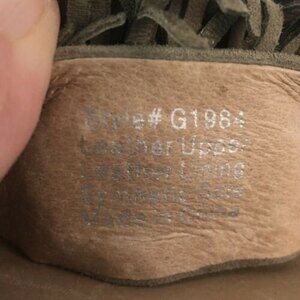 Style# G1984
Leather Upper
Leather Lining
Synthetic Sole
Made in China